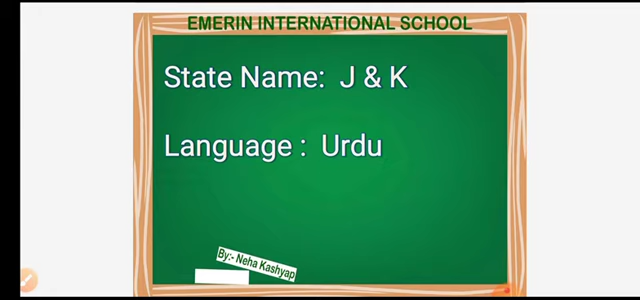 EMERIN INTERNATIONAL SCHOOL
State Name: J & K
Language : Urdu
By:- Neha Kashyap